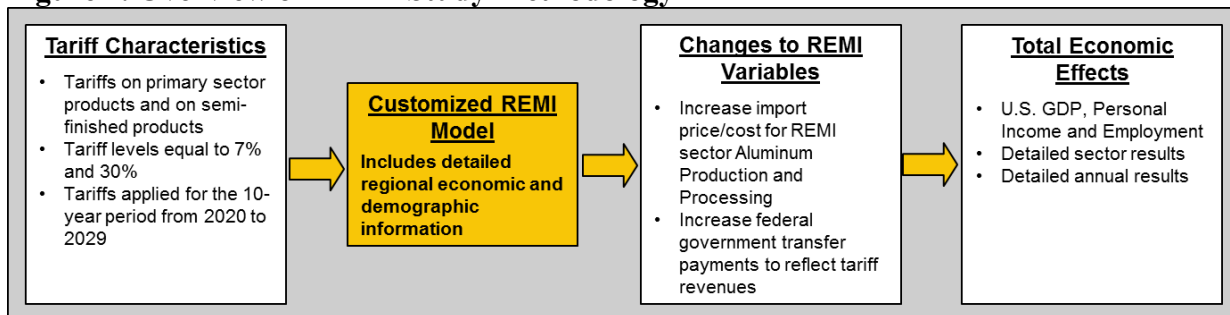 Tariff Characteristics
• Tariffs on primary sector
products and on semi-
finished products
• Tariff levels equal to 7%
and 30%
• Tariffs applied for the 10-
year period from 2020 to
2029
Customized REMI
Model
Includes detailed
regional economic and
demographic
information
Changes to REMI
Variables
• Increase import
price/cost for REMI
sector Aluminum
Production and
Processing
• Increase federal
government transfer
payments to reflect tariff
revenues
Total Economic
Effects
• U.S. GDP, Personal
Income and Employment
• Detailed sector results
• Detailed annual results